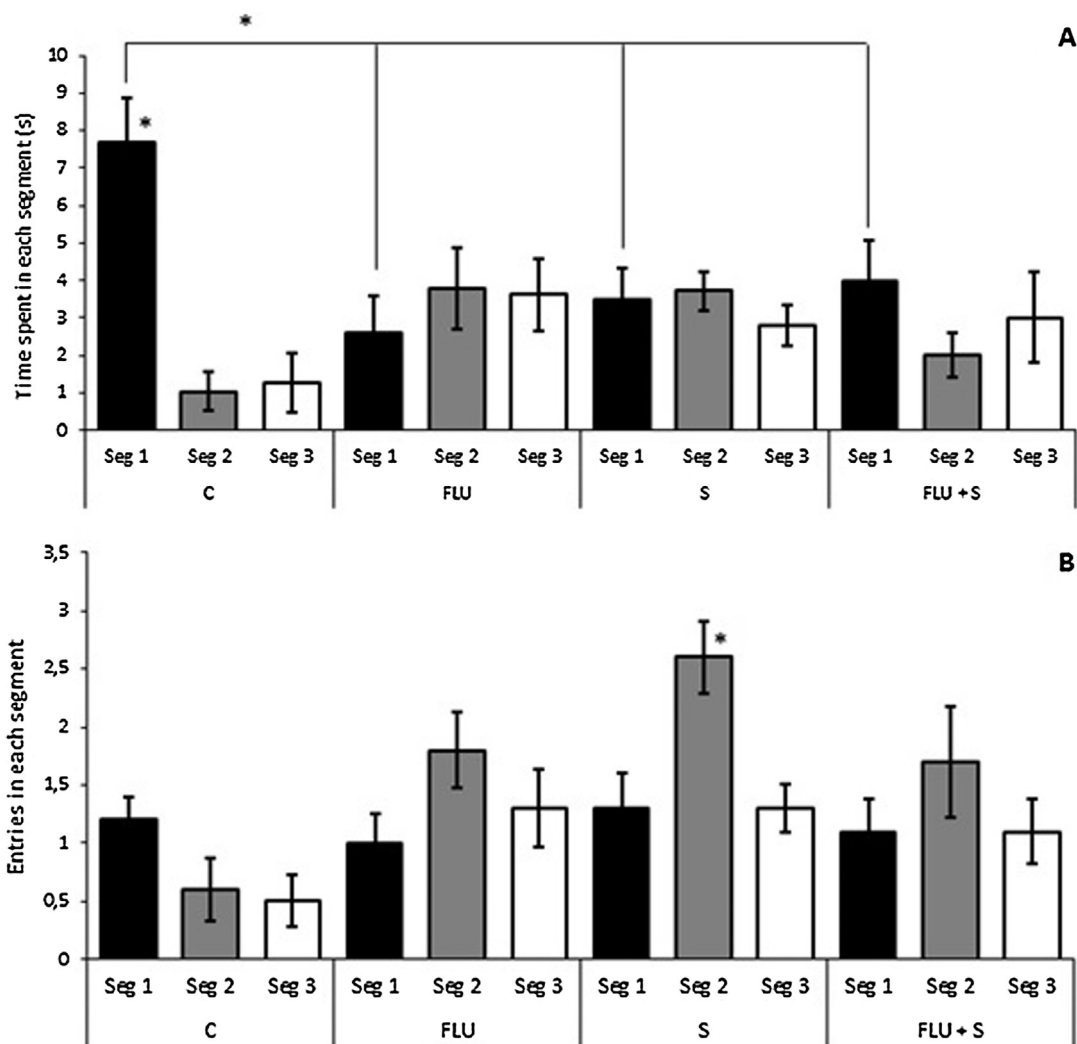 *
A
10
9
8
*
7
6
5
4
3
2
1
0
Time spent in each segment (s)
Seg 1 Seg 2 Seg 3 Seg 1 Seg 2 Seg 3 Seg 1 Seg 2 Seg 3 Seg 1 Seg 2 Seg 3
C FLU S FLU + S
B
3,5
3
*
2,5
2
1,5
1
0,5
0
Entries in each segment
Seg 1 Seg 2 Seg 3 Seg 1 Seg 2 Seg 3 Seg 1 Seg 2 Seg 3 Seg 1 Seg 2 Seg 3
C FLU S FLU + S